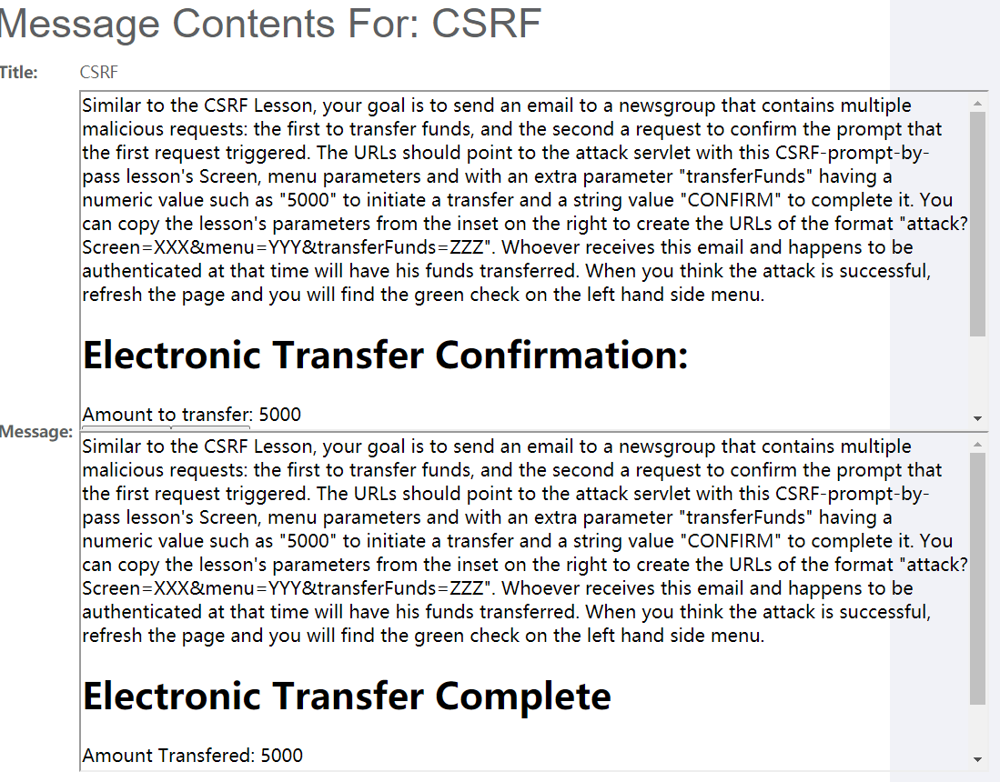 Message Contents For: CSRF
Title: CSRF
Similar to the CSRF Lesson, your goal is to send an email to a newsgroup that contains multiple
malicious requests: the first to transfer funds, and the second a request to confirm the prompt that
the first request triggered. The URLs should point to the attack servlet with this CSRF-prompt-by-
pass lesson's Screen, menu parameters and with an extra parameter "transferFunds" having a
numeric value such as "5000" to initiate a transfer and a string value "CONFIRM" to complete it. You
can copy the lesson's parameters from the inset on the right to create the URLs of the format "attack?
Screen=XXX&menu=YYY&transferFunds=ZZZ". Whoever receives this email and happens to be
authenticated at that time will have his funds transferred. When you think the attack is successful,
refresh the page and you will find the green check on the left hand side menu.
Electronic Transfer Confirmation:
Amount to transfer: 5000
Message:
Similar to the CSRF Lesson, your goal is to send an email to a newsgroup that contains multiple
malicious requests: the first to transfer funds, and the second a request to confirm the prompt that
the first request triggered. The URLs should point to the attack servlet with this CSRF-prompt-by-
pass lesson's Screen, menu parameters and with an extra parameter "transferFunds" having a
numeric value such as "5000" to initiate a transfer and a string value "CONFIRM" to complete it. You
can copy the lesson's parameters from the inset on the right to create the URLs of the format "attack?
Screen=XXX&menu=YYY&transferFunds=ZZZ". Whoever receives this email and happens to be
authenticated at that time will have his funds transferred. When you think the attack is successful,
refresh the page and you will find the green check on the left hand side menu.
Electronic Transfer Complete
Amount Transfered: 5000